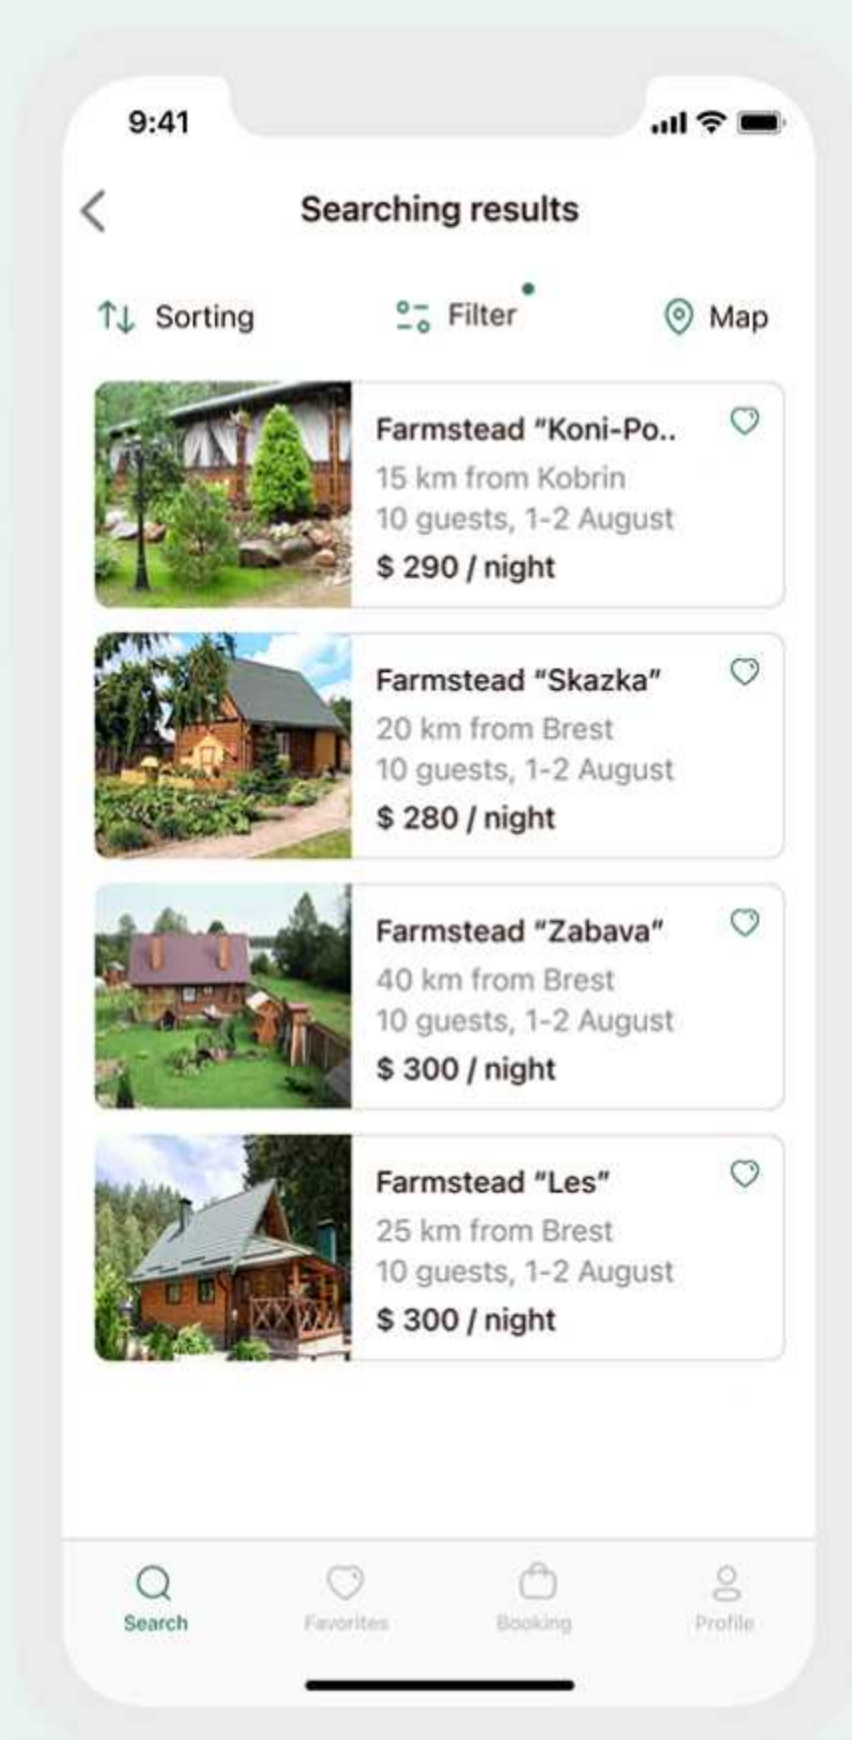 9:41
Searching results
Sorting
Filter
Map
Farmstead “Koni-Po..
15 km from Kobrin
10 guests, 1-2 August
$ 290 / night
Farmstead “Skazka”
20 km from Brest
10 guests, 1-2 August
$ 280 / night
Farmstead “Zabava”
40 km from Brest
10 guests, 1-2 August
$ 300 / night
Farmstead “Les”
25 km from Brest
10 guests, 1-2 August
$ 300 / night
Search
Favorites
Booking
Profile